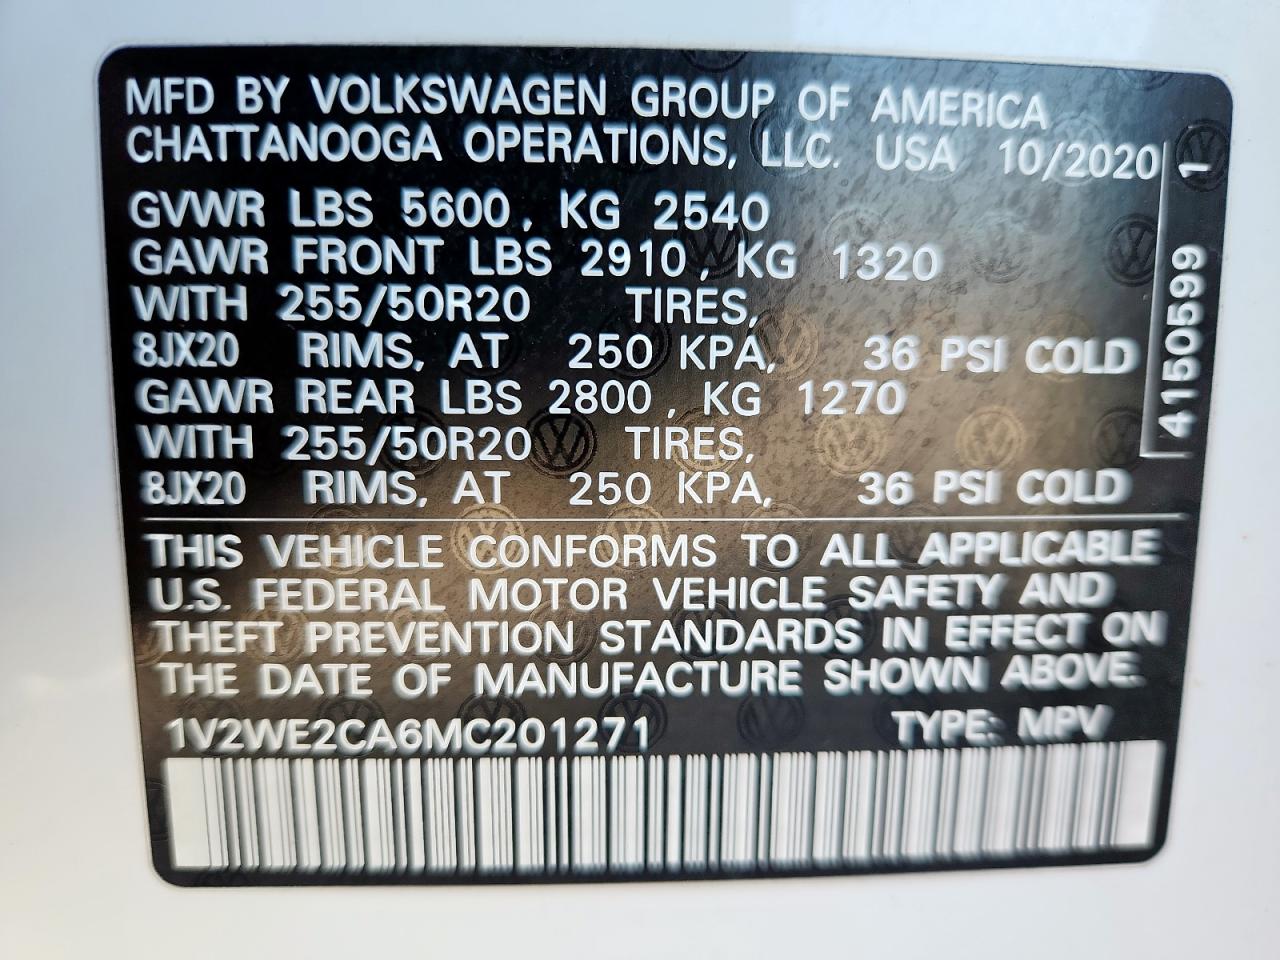 MFD BY VOLKSWAGEN GROUP OF AMERICA
CHATTANOOGA OPERATIONS, LLC. USA 10/2020
GVWR LBS 5600, KG 2540
GAWR FRONT LBS 2910, KG 1320
WITH 255/50R20 TIRES,
8JX20 RIMS, AT 250 KPA, 36 PSI COLD
GAWR REAR LBS 2800, KG 1270
WITH 255/50R20 TIRES,
8JX20 RIMS, AT 250 KPA, 36 PSI COLD
THIS VEHICLE CONFORMS TO ALL APPLICABLE
U.S. FEDERAL MOTOR VEHICLE SAFETY AND
THEFT PREVENTION STANDARDS IN EFFECT ON
THE DATE OF MANUFACTURE SHOWN ABOVE.
1V2WE2CA6MC201271 TYPE: MPV
4150599 1